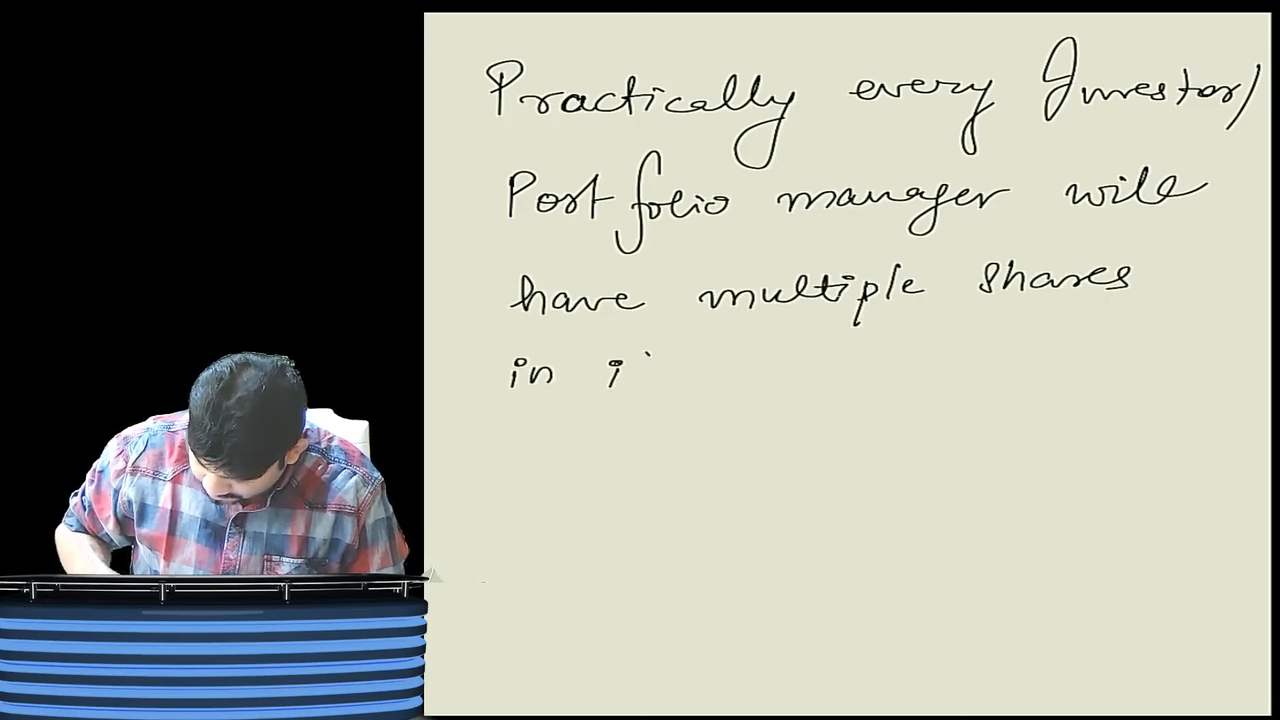 Practically every Investor/
Portfolio manager will
have multiple shares
in i